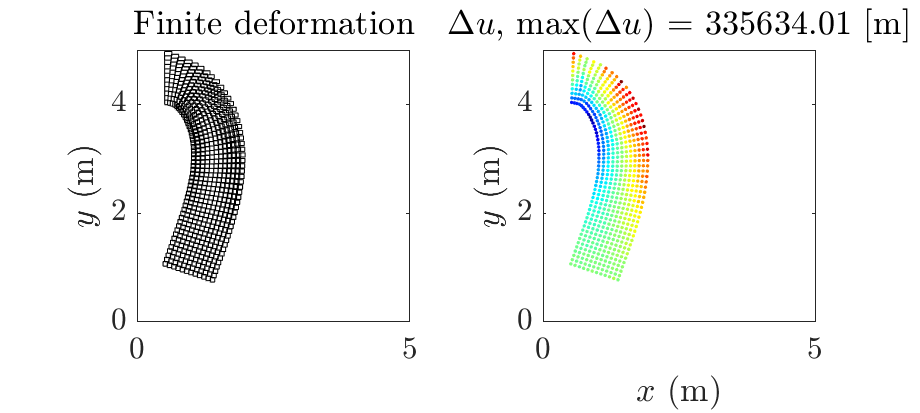 Finite deformation
Δu, max(Δu) = 335634.01 [m]
4
2
0
0
5
y (m)
4
2
0
0
5
y (m)
x (m)